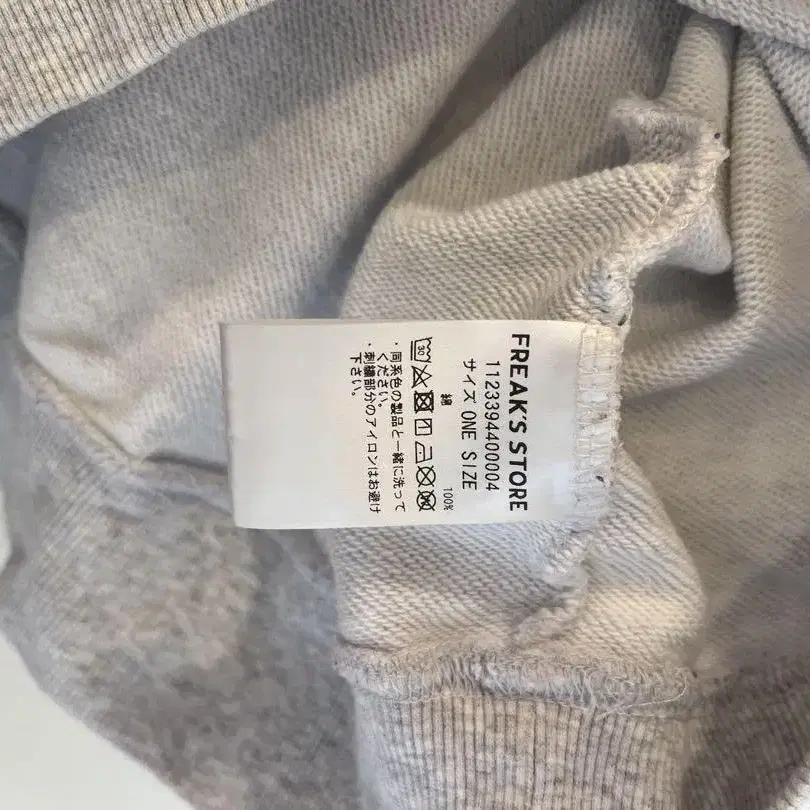 FREAK'S STORE
1123394400004
サイズ ONE SIZE
綿 100%
30
・同系色の製品と一緒に洗って
ください。
・刺繍部分のアイロンはお避け
下さい。